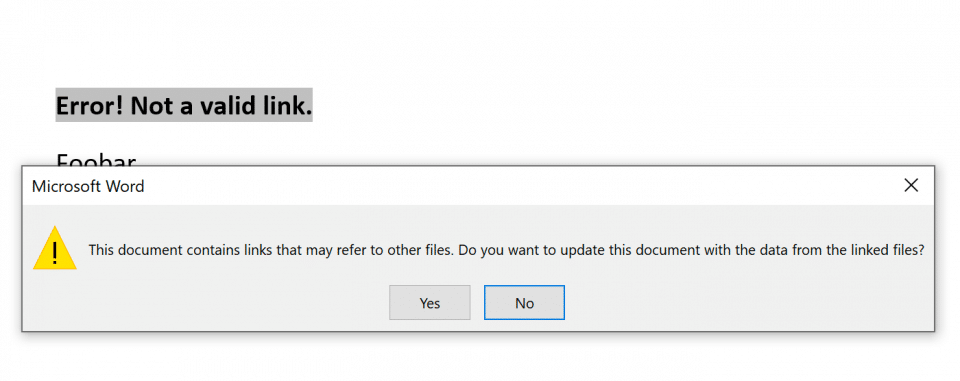 Error! Not a valid link.
Foobar
Microsoft Word
This document contains links that may refer to other files. Do you want to update this document with the data from the linked files?
Yes No